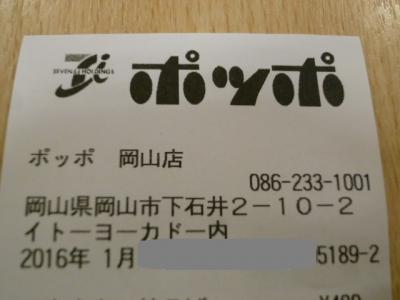 SEVEN & i HOLDINGS
ポッポ
ポッポ 岡山店
086-233-1001
岡山県岡山市下石井2-10-2
イトーヨーカドー内
2016年 1月 5189-2